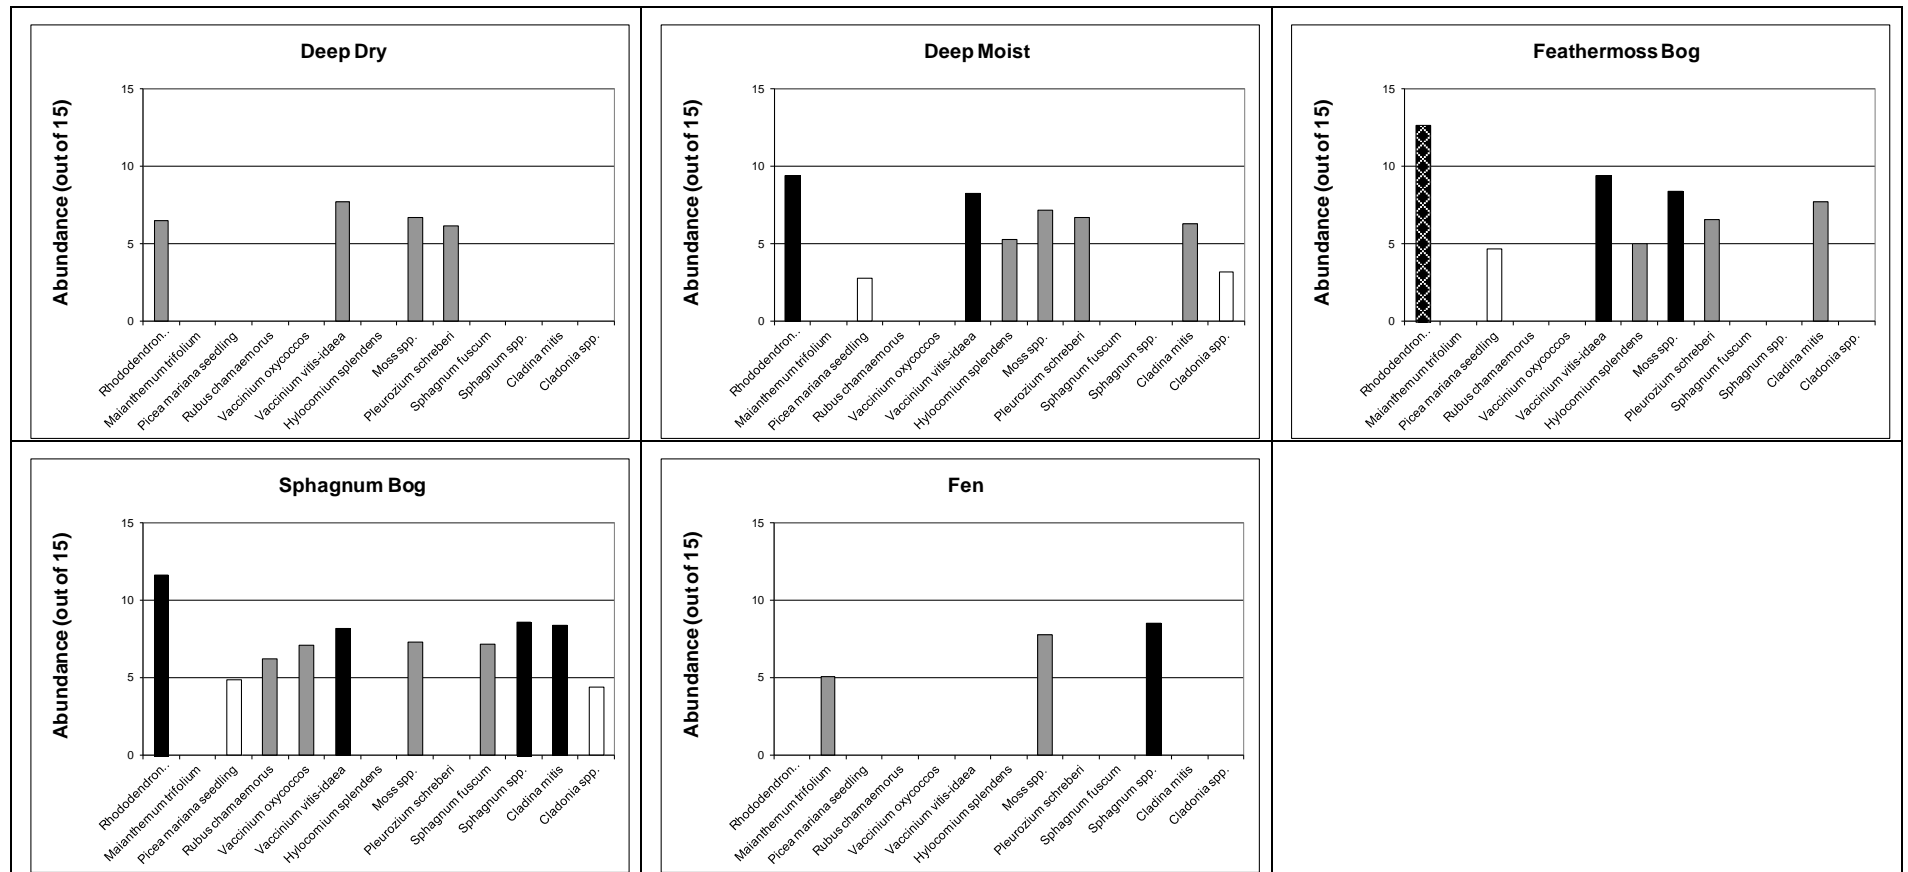 Deep Dry
Abundance (out of 15)
15
10
5
0
Rhododendron..
Maianthemum trifolium
Picea mariana seedling
Rubus chamaemorus
Vaccinium oxycoccos
Vaccinium vitis-idaea
Hylocomium splendens
Moss spp.
Pleurozium schreberi
Sphagnum fuscum
Sphagnum spp.
Cladina mitis
Cladonia spp.
Deep Moist
Abundance (out of 15)
15
10
5
0
Rhododendron..
Maianthemum trifolium
Picea mariana seedling
Rubus chamaemorus
Vaccinium oxycoccos
Vaccinium vitis-idaea
Hylocomium splendens
Moss spp.
Pleurozium schreberi
Sphagnum fuscum
Sphagnum spp.
Cladina mitis
Cladonia spp.
Feathermoss Bog
Abundance (out of 15)
15
10
5
0
Rhododendron..
Maianthemum trifolium
Picea mariana seedling
Rubus chamaemorus
Vaccinium oxycoccos
Vaccinium vitis-idaea
Hylocomium splendens
Moss spp.
Pleurozium schreberi
Sphagnum fuscum
Sphagnum spp.
Cladina mitis
Cladonia spp.
Sphagnum Bog
Abundance (out of 15)
15
10
5
0
Rhododendron..
Maianthemum trifolium
Picea mariana seedling
Rubus chamaemorus
Vaccinium oxycoccos
Vaccinium vitis-idaea
Hylocomium splendens
Moss spp.
Pleurozium schreberi
Sphagnum fuscum
Sphagnum spp.
Cladina mitis
Cladonia spp.
Fen
Abundance (out of 15)
15
10
5
0
Rhododendron..
Maianthemum trifolium
Picea mariana seedling
Rubus chamaemorus
Vaccinium oxycoccos
Vaccinium vitis-idaea
Hylocomium splendens
Moss spp.
Pleurozium schreberi
Sphagnum fuscum
Sphagnum spp.
Cladina mitis
Cladonia spp.